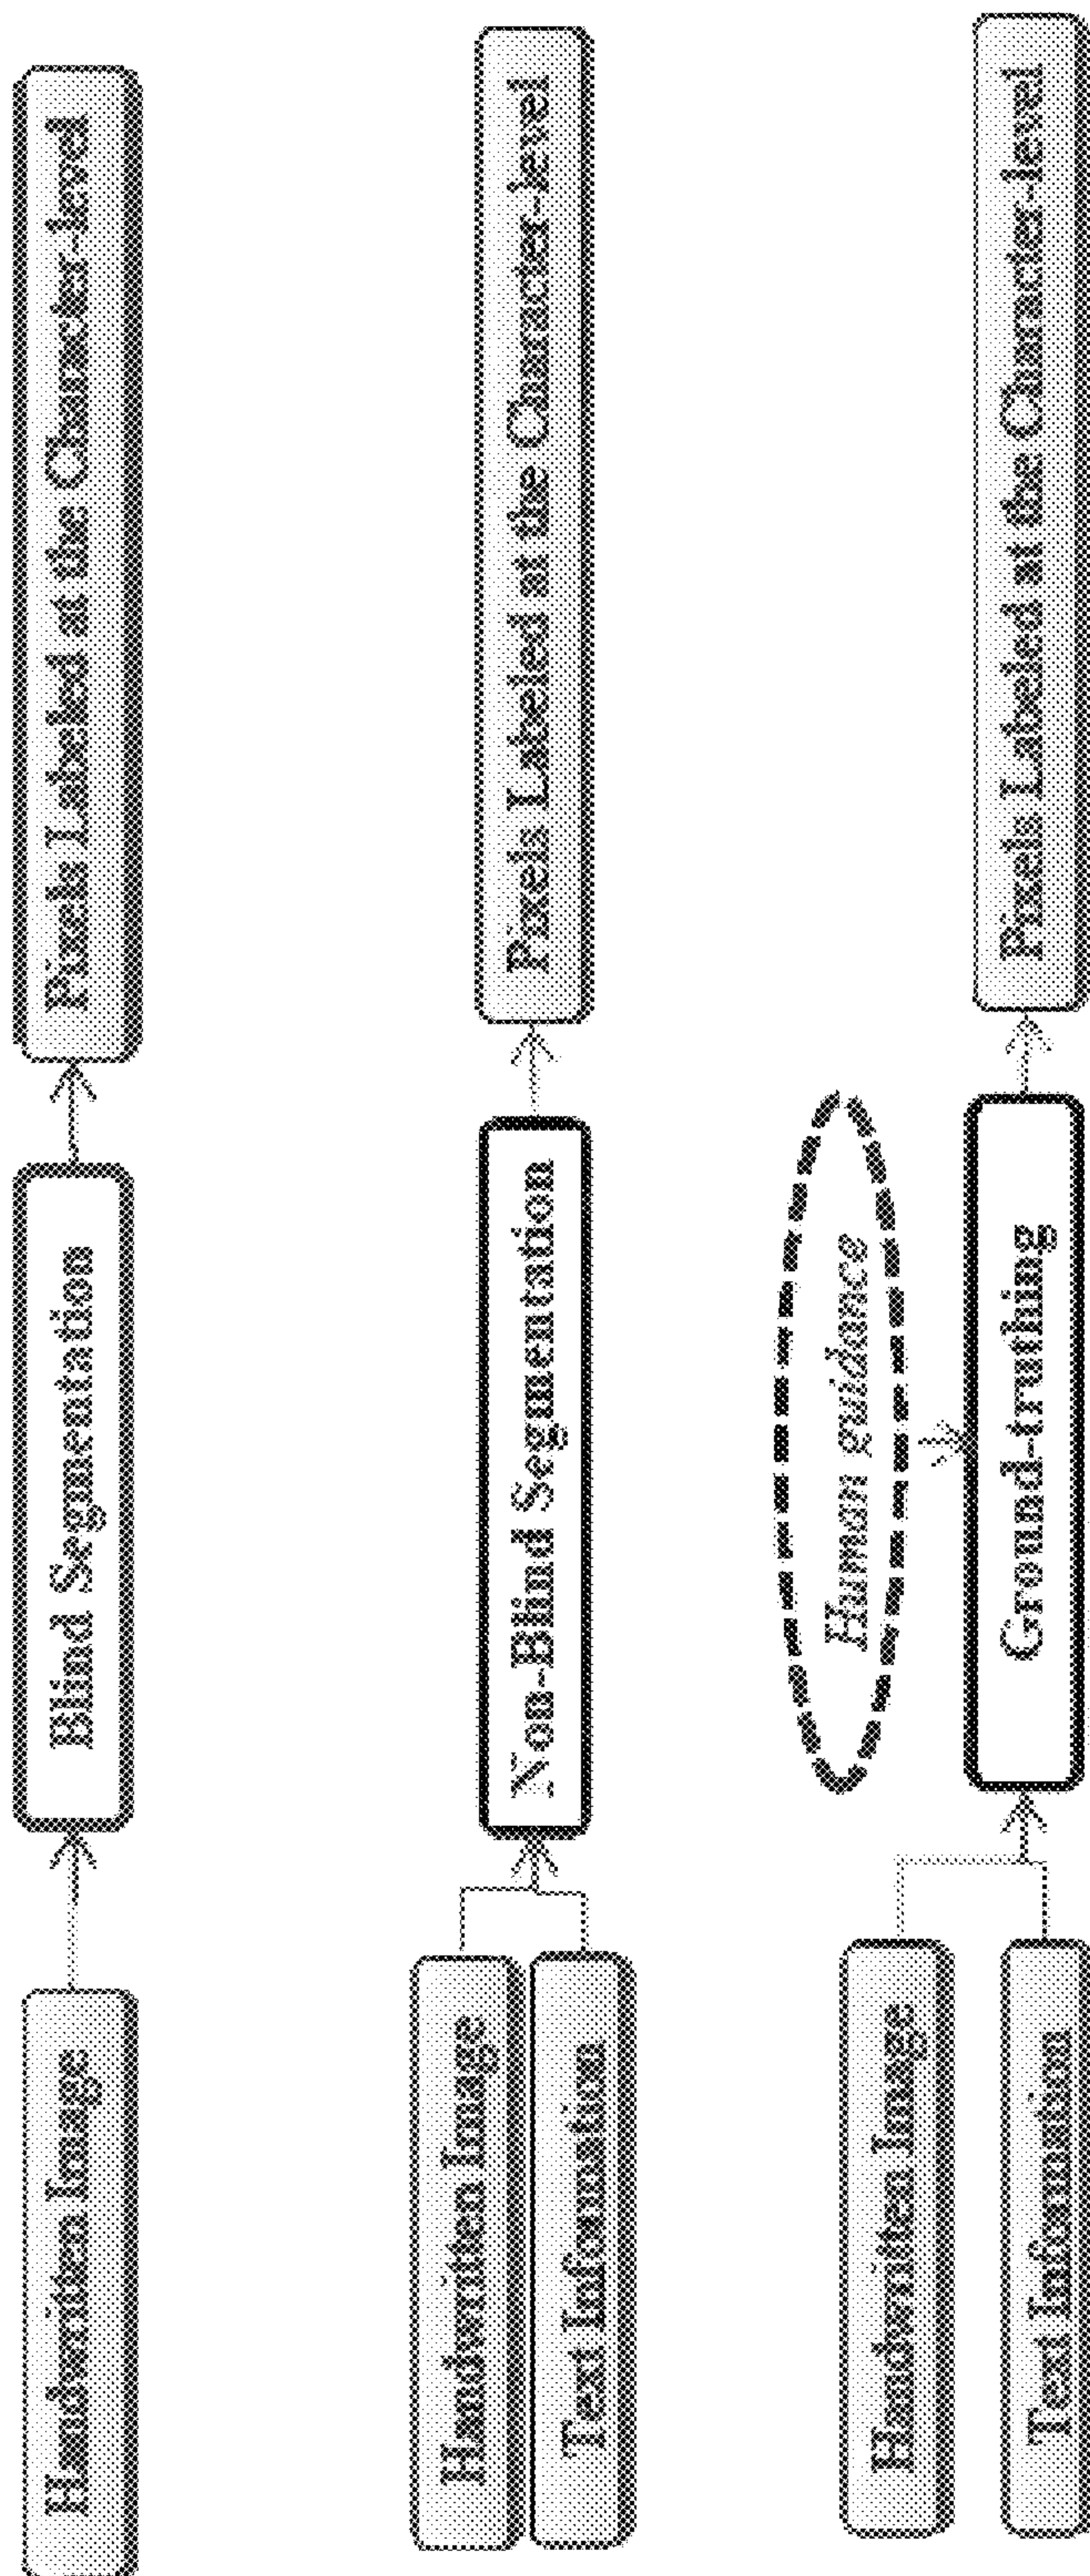 Handwritten Image
Blind Segmentation
Pixels Labeled at the Character-level
Handwritten Image
Text Information
Non-Blind Segmentation
Pixels Labeled at the Character-level
Human guidance
Handwritten Image
Text Information
Ground-truthing
Pixels Labeled at the Character-level